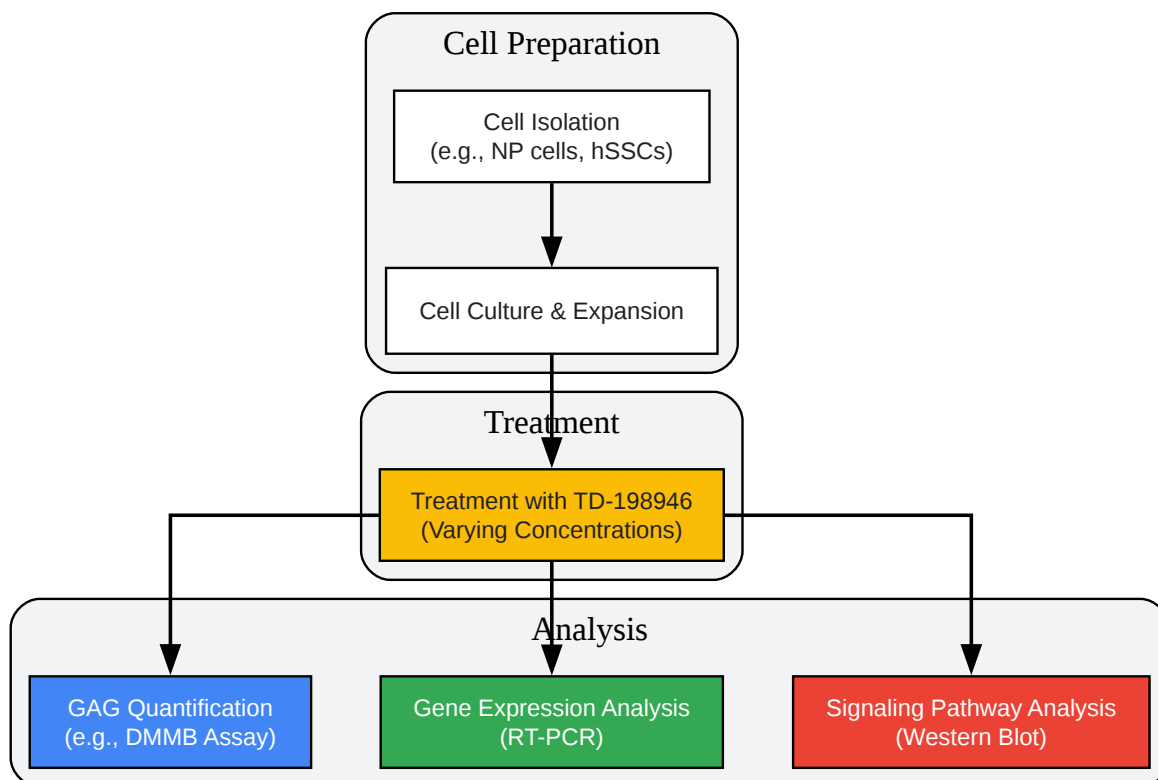 Cell Preparation
Cell Isolation
(e.g., NP cells, hSSCs)
Cell Culture & Expansion
Treatment
Treatment with TD-198946
(Varying Concentrations)
Analysis
GAG Quantification
(e.g., DMMB Assay)
Gene Expression Analysis
(RT-PCR)
Signaling Pathway Analysis
(Western Blot)